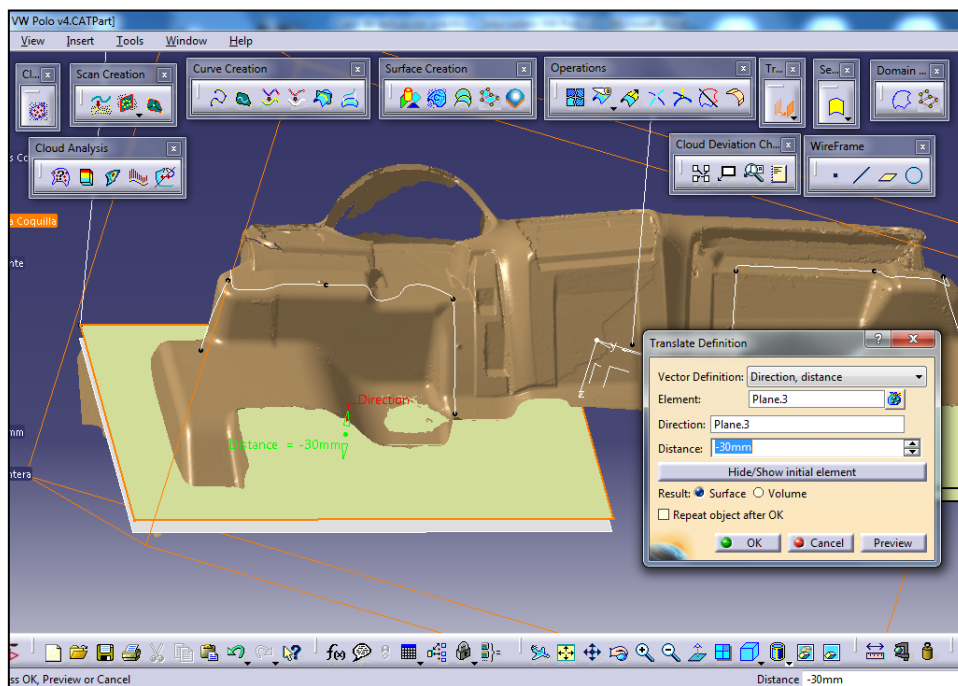 VW Polo v4.CATPart]
View Insert Tools Window Help
Cl... Scan Creation Curve Creation Surface Creation Operations Tr... Se... Domain ...
Cloud Analysis Cloud Deviation Ch... WireFrame
s Co
a Coquilla
nte
Direction
Distance = -30mm
mm
ntera
y
z
Translate Definition
Vector Definition: Direction, distance
Element: Plane.3
Direction: Plane.3
Distance: -30mm
Hide/Show initial element
Result: Surface Volume
Repeat object after OK
OK Cancel Preview
f(x)
ss OK, Preview or Cancel Distance -30mm